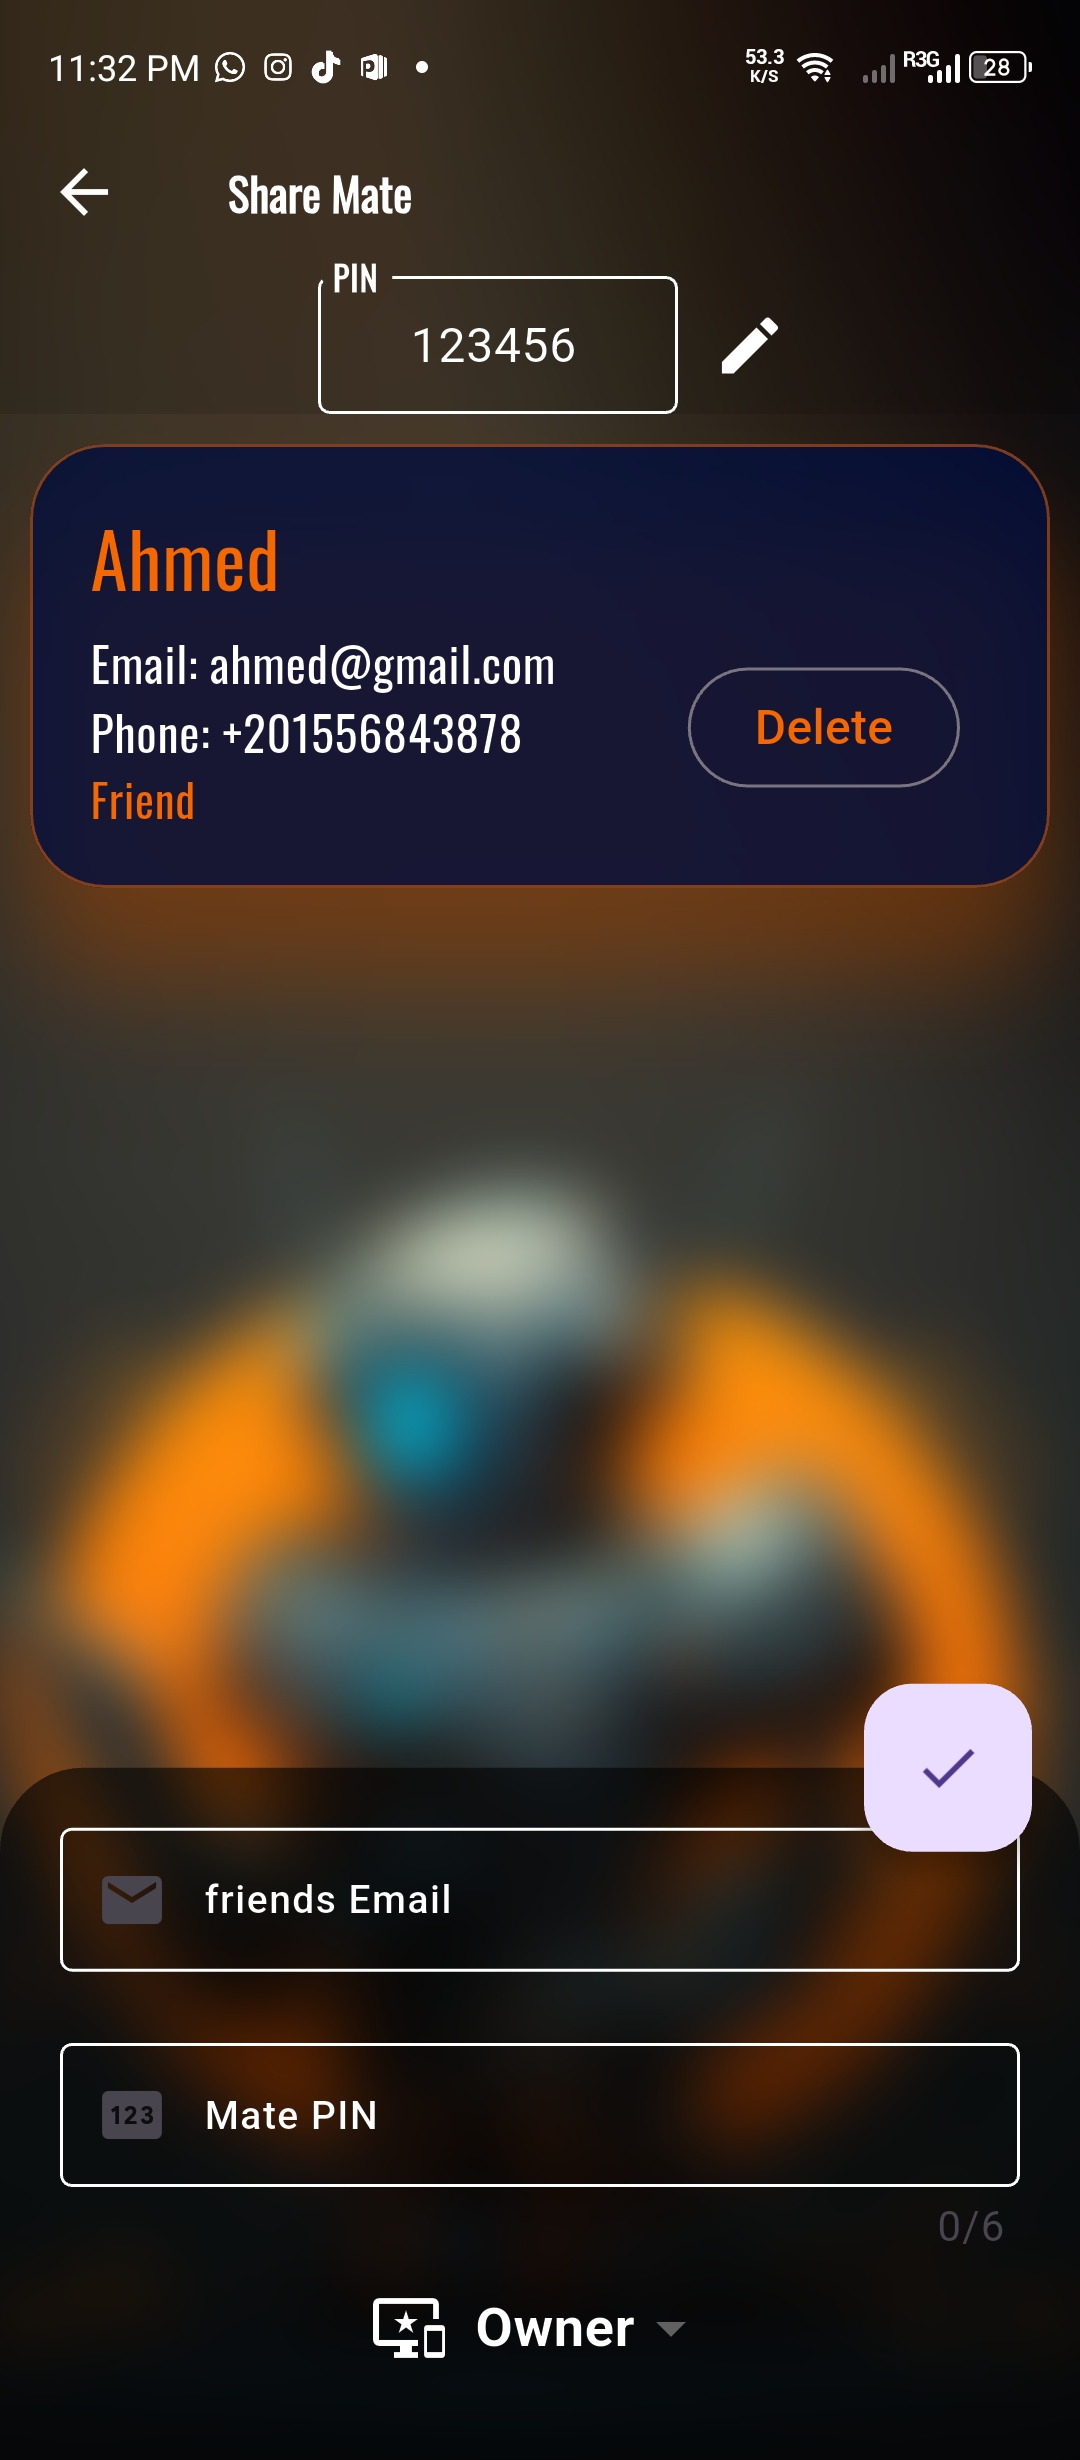 11:32 PM 53.3 K/S R3G 28
Share Mate
PIN
123456
Ahmed
Email: ahmed@gmail.com
Phone: +201556843878
Delete
Friend
friends Email
123 Mate PIN
0/6
Owner